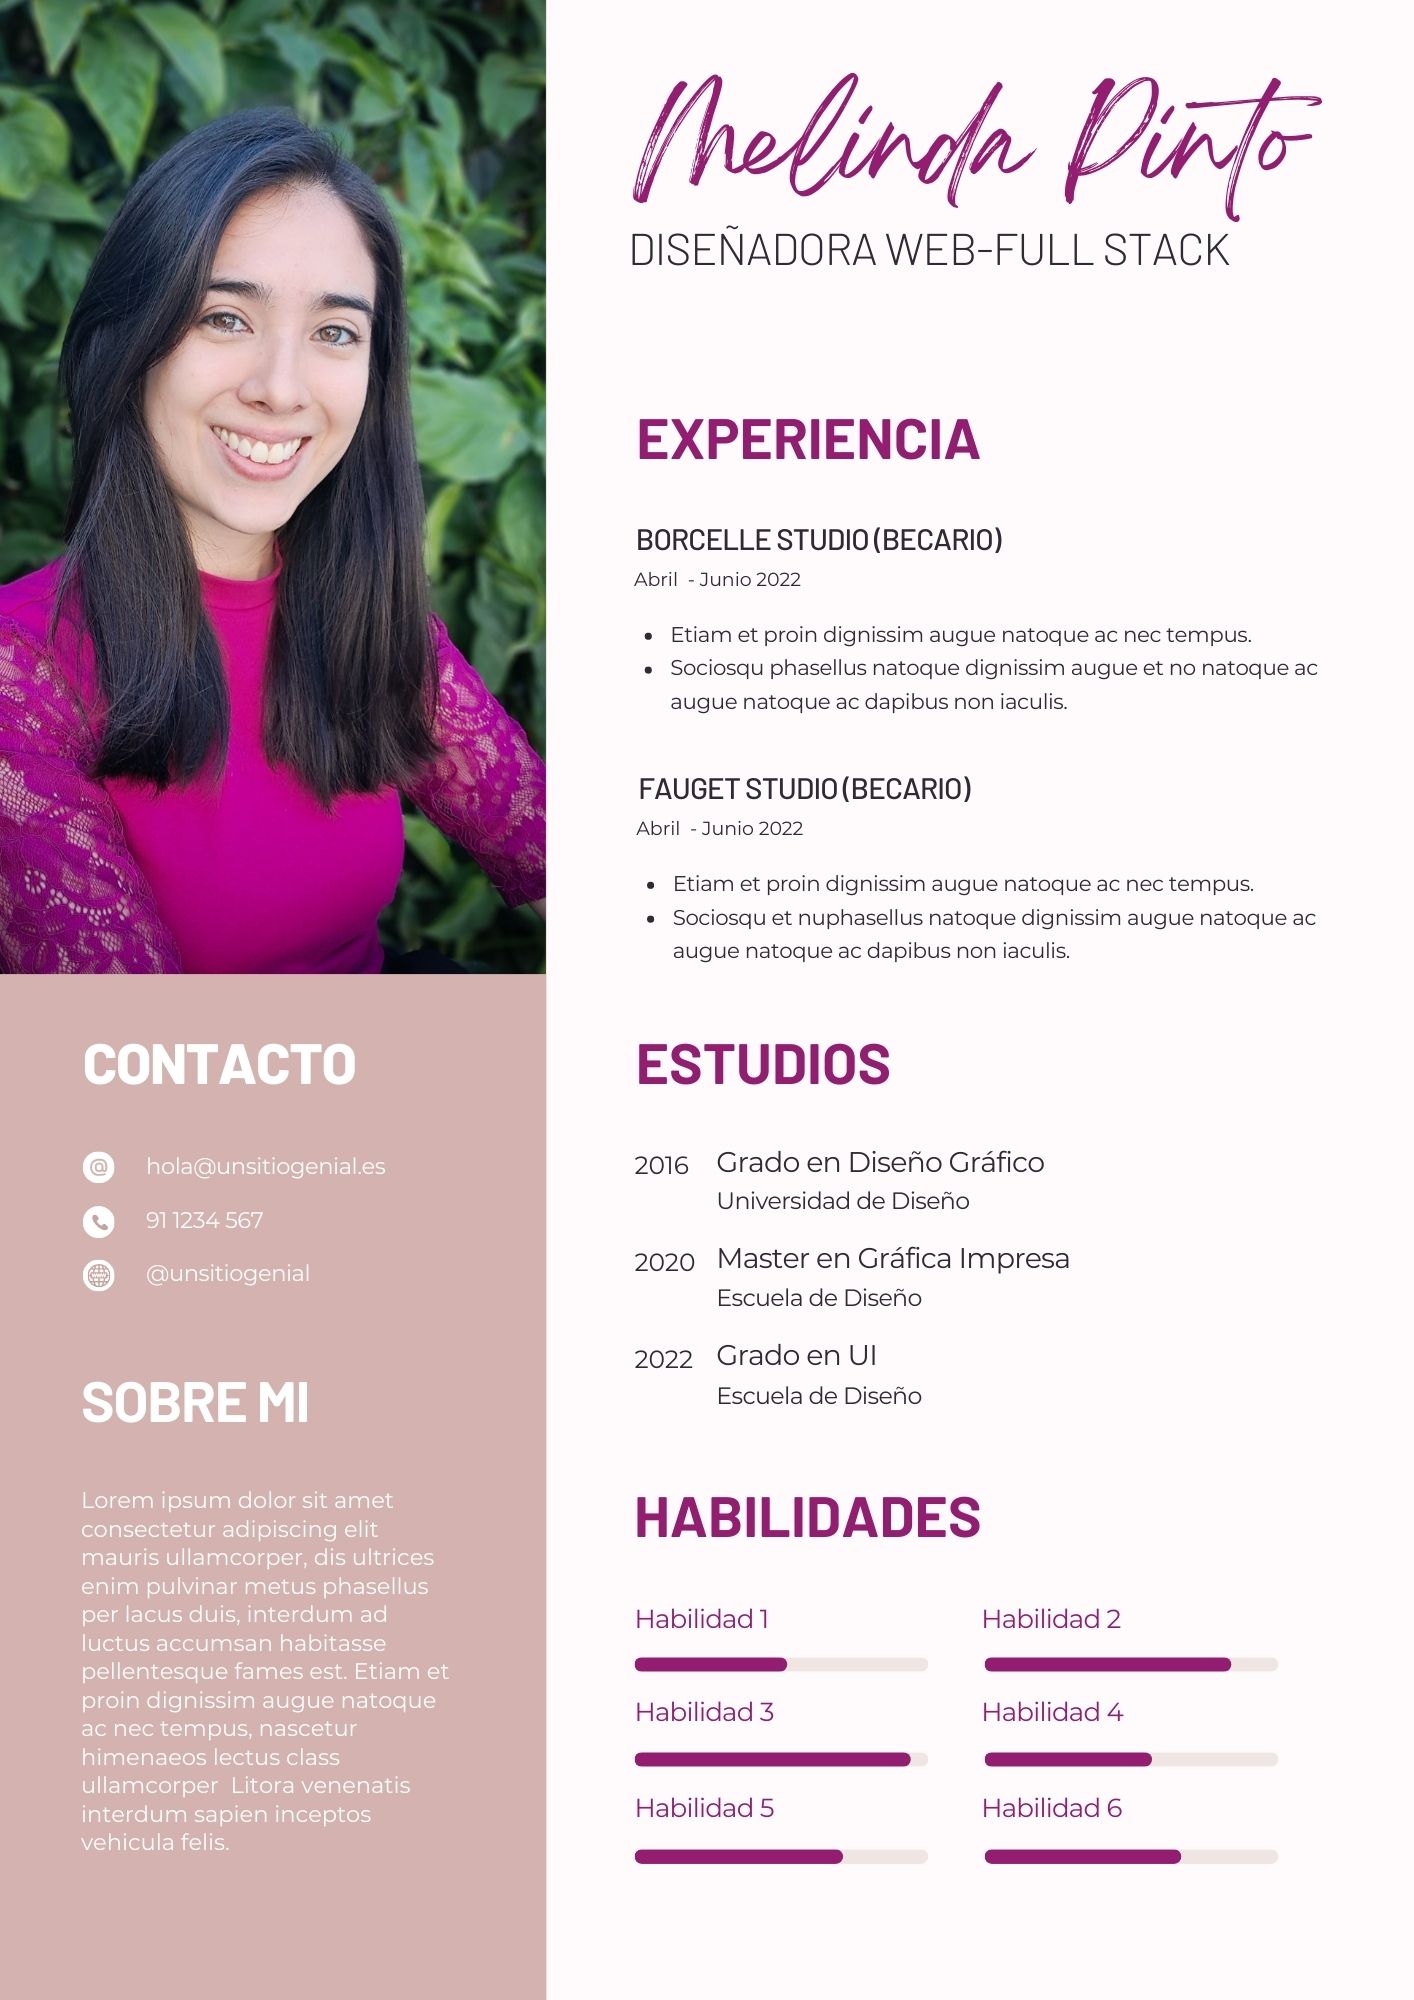 Melinda Pinto
DISEÑADORA WEB-FULL STACK
EXPERIENCIA
BORCELLE STUDIO (BECARIO)
Abril - Junio 2022
• Etiam et proin dignissim augue natoque ac nec tempus.
• Sociosqu phasellus natoque dignissim augue et no natoque ac
augue natoque ac dapibus non iaculis.
FAUGET STUDIO (BECARIO)
Abril - Junio 2022
• Etiam et proin dignissim augue natoque ac nec tempus.
• Sociosqu et nuphasellus natoque dignissim augue natoque ac
augue natoque ac dapibus non iaculis.
CONTACTO
hola@unsitiogenial.es
91 1234 567
@unsitiogenial
SOBRE MI
Lorem ipsum dolor sit amet
consectetur adipiscing elit
mauris ullamcorper, dis ultrices
enim pulvinar metus phasellus
per lacus duis, interdum ad
luctus accumsan habitasse
pellentesque fames est. Etiam et
proin dignissim augue natoque
ac nec tempus, nascetur
himenaeos lectus class
ullamcorper Litora venenatis
interdum sapien inceptos
vehicula felis.
ESTUDIOS
2016 Grado en Diseño Gráfico
Universidad de Diseño
2020 Master en Gráfica Impresa
Escuela de Diseño
2022 Grado en UI
Escuela de Diseño
HABILIDADES
Habilidad 1 Habilidad 2
Habilidad 3 Habilidad 4
Habilidad 5 Habilidad 6